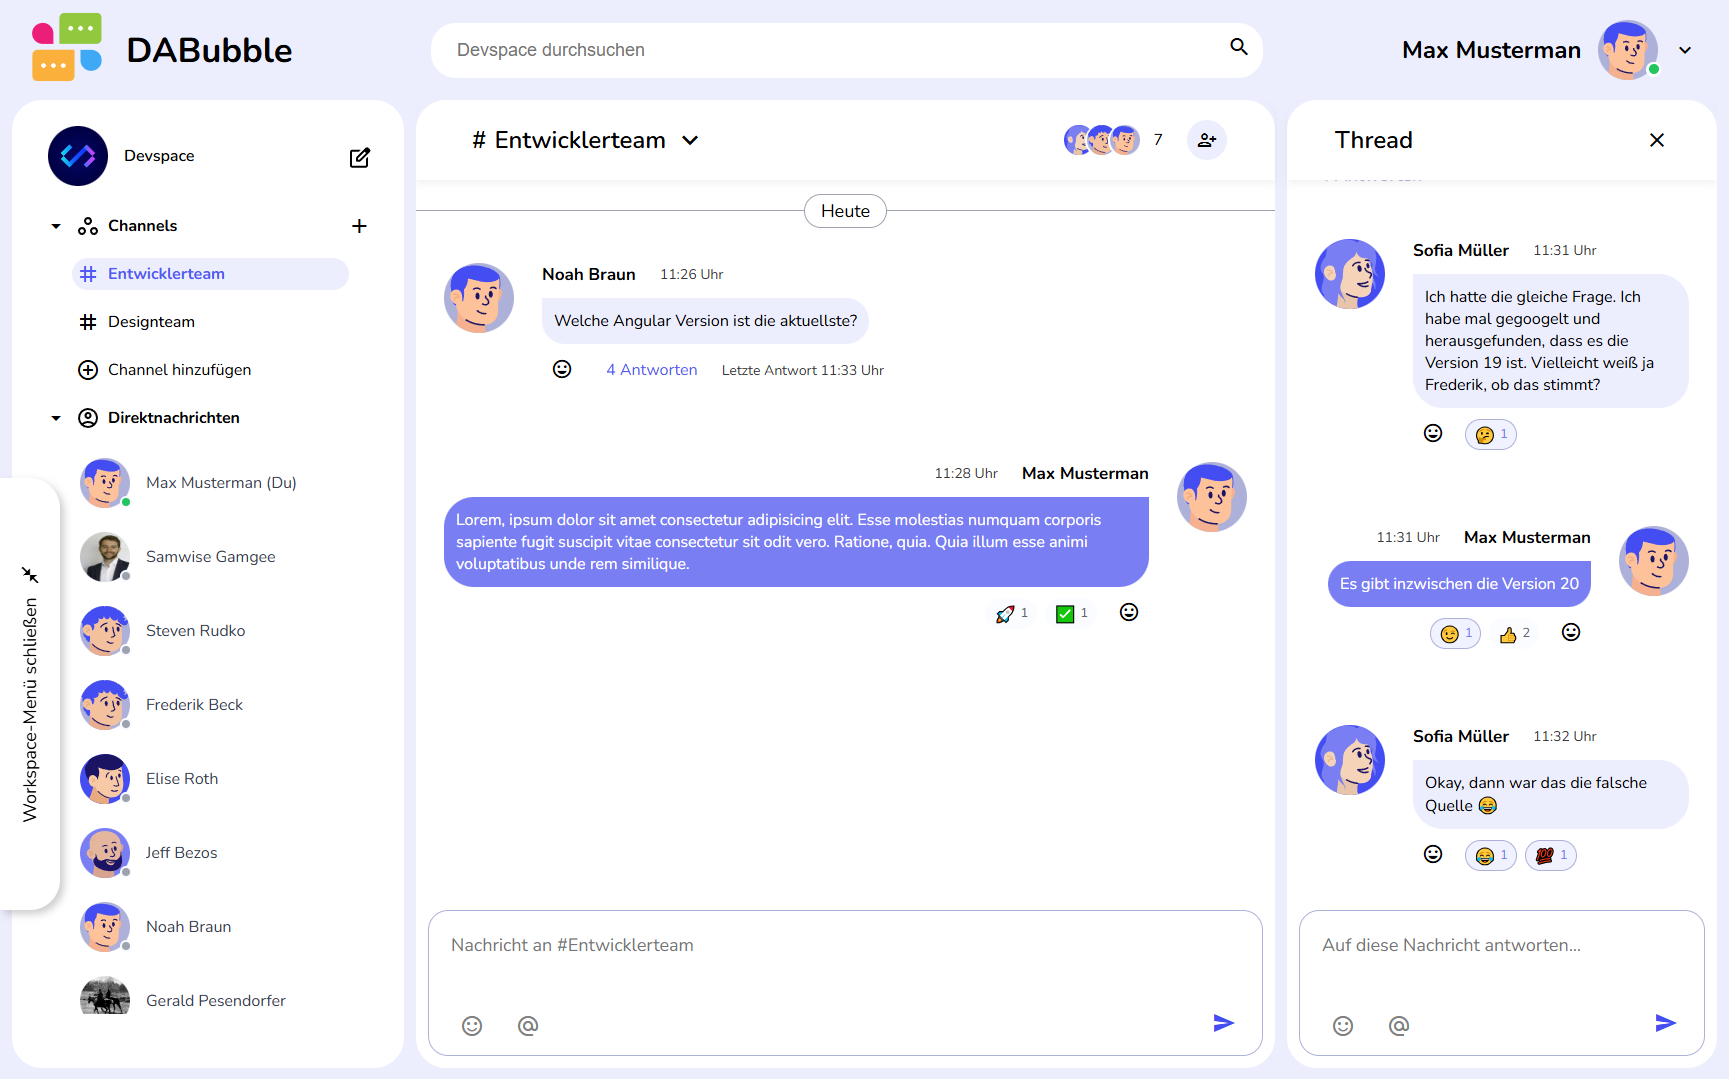 DABubble
Devspace durchsuchen
Max Musterman
Devspace
Channels
Entwicklerteam
Designteam
Channel hinzufügen
Direktnachrichten
Max Musterman (Du)
Samwise Gamgee
Steven Rudko
Frederik Beck
Elise Roth
Jeff Bezos
Noah Braun
Gerald Pesendorfer
Workspace-Menü schließen
# Entwicklerteam
7
Heute
Noah Braun 11:26 Uhr
Welche Angular Version ist die aktuellste?
4 Antworten Letzte Antwort 11:33 Uhr
11:28 Uhr Max Musterman
Lorem, ipsum dolor sit amet consectetur adipisicing elit. Esse molestias numquam corporis
sapiente fugit suscipit vitae consectetur sit odit vero. Ratione, quia. Quia illum esse animi
voluptatibus unde rem similique.
🚀 1 ✅ 1
Nachricht an #Entwicklerteam
@
Thread
Sofia Müller 11:31 Uhr
Ich hatte die gleiche Frage. Ich
habe mal gegoogelt und
herausgefunden, dass es die
Version 19 ist. Vielleicht weiß ja
Frederik, ob das stimmt?
🤔 1
11:31 Uhr Max Musterman
Es gibt inzwischen die Version 20
😉 1 👍 2
Sofia Müller 11:32 Uhr
Okay, dann war das die falsche
Quelle 😂
😂 1 💯 1
Auf diese Nachricht antworten...
@